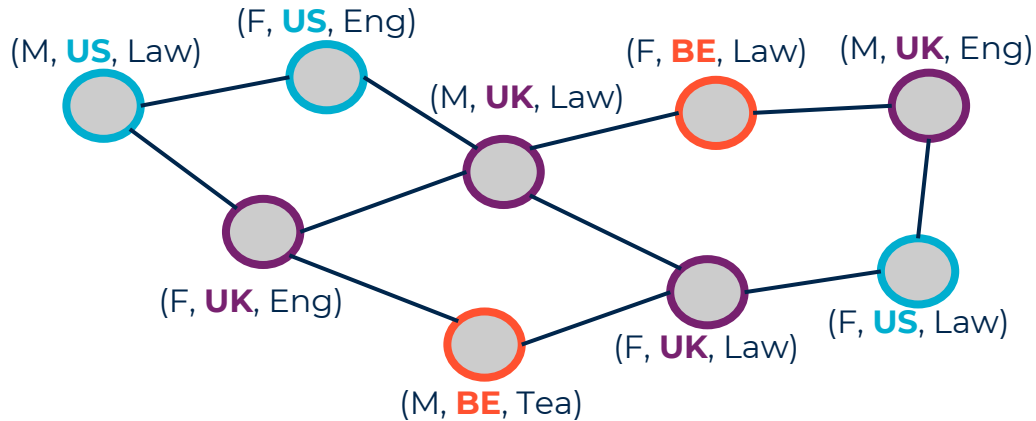 (M, US, Law)
(F, US, Eng)
(M, UK, Law)
(F, BE, Law)
(M, UK, Eng)
(F, UK, Eng)
(M, BE, Tea)
(F, UK, Law)
(F, US, Law)